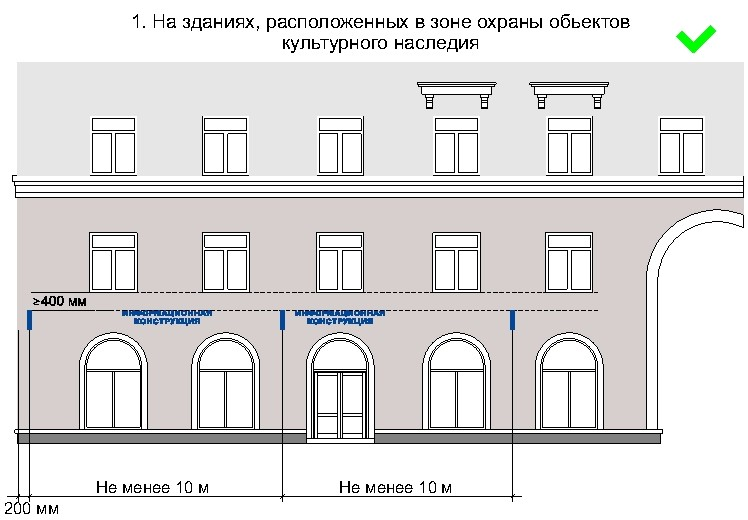 1. На зданиях, расположенных в зоне охраны обьектов
культурного наследия
≥400 мм
ИНФОРМАЦИОННАЯ ИНФОРМАЦИОННАЯ
КОНСТРУКЦИЯ КОНСТРУКЦИЯ
Не менее 10 м Не менее 10 м
200 мм